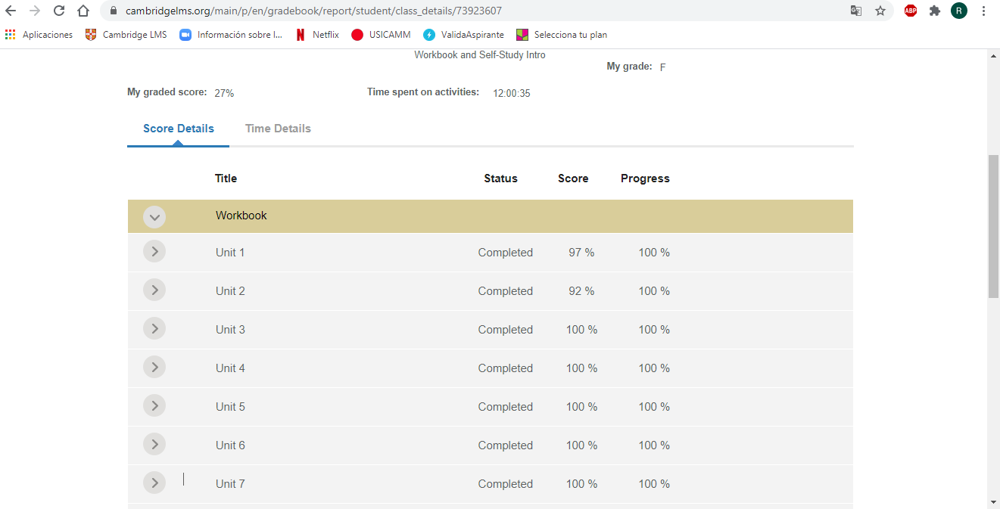 cambridgelms.org/main/p/en/gradebook/report/student/class_details/73923607
ABP
R
Aplicaciones Cambridge LMS Información sobre l... Netflix USICAMM ValidaAspirante Selecciona tu plan
Workbook and Self-Study Intro
My grade: F
My graded score: 27% Time spent on activities: 12:00:35
Score Details Time Details
Title Status Score Progress
Workbook
Unit 1 Completed 97 % 100 %
Unit 2 Completed 92 % 100 %
Unit 3 Completed 100 % 100 %
Unit 4 Completed 100 % 100 %
Unit 5 Completed 100 % 100 %
Unit 6 Completed 100 % 100 %
Unit 7 Completed 100 % 100 %